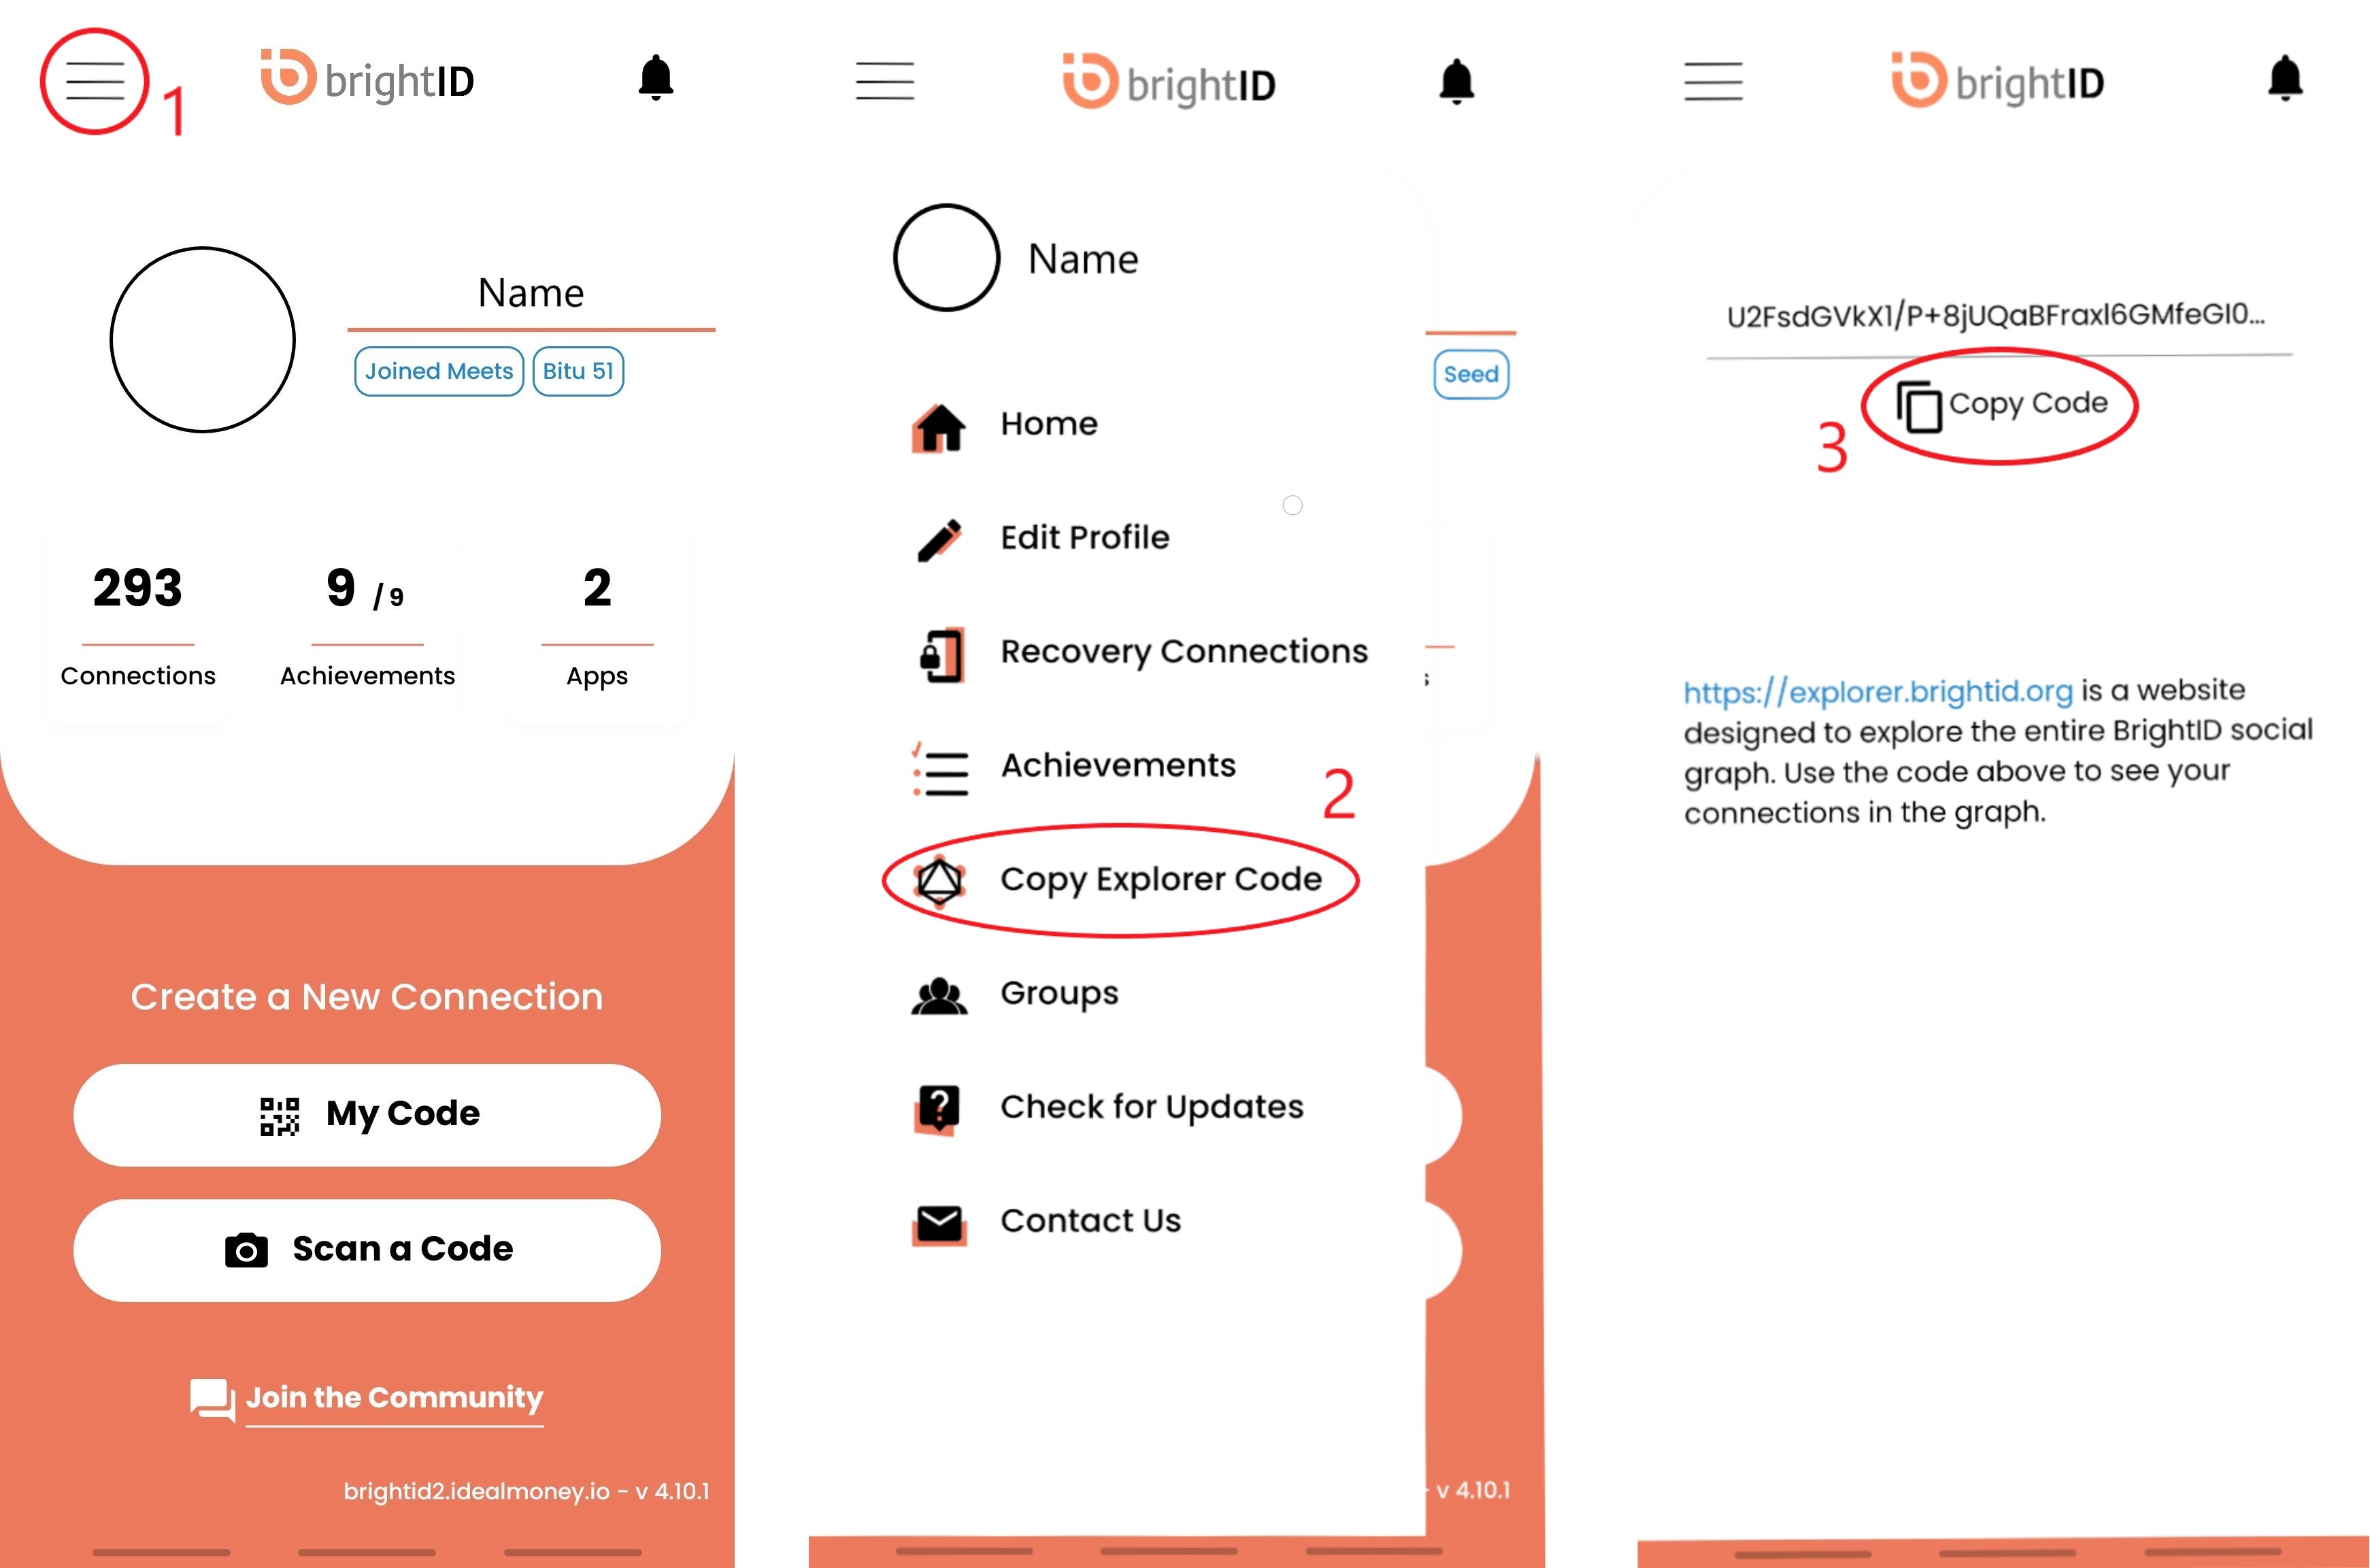 1
brightID
Name
Joined Meets
Bitu 51
293
9 / 9
2
Connections
Achievements
Apps
Create a New Connection
My Code
Scan a Code
Join the Community
brightid2.idealmoney.io - v 4.10.1
brightID
Name
Seed
Home
Edit Profile
Recovery Connections
s
Achievements
2
Copy Explorer Code
Groups
Check for Updates
Contact Us
- v 4.10.1
brightID
U2FsdGVkX1/P+8jUQaBFraxl6GMfeGI0...
Copy Code
3
https://explorer.brightid.org is a website
designed to explore the entire BrightID social
graph. Use the code above to see your
connections in the graph.